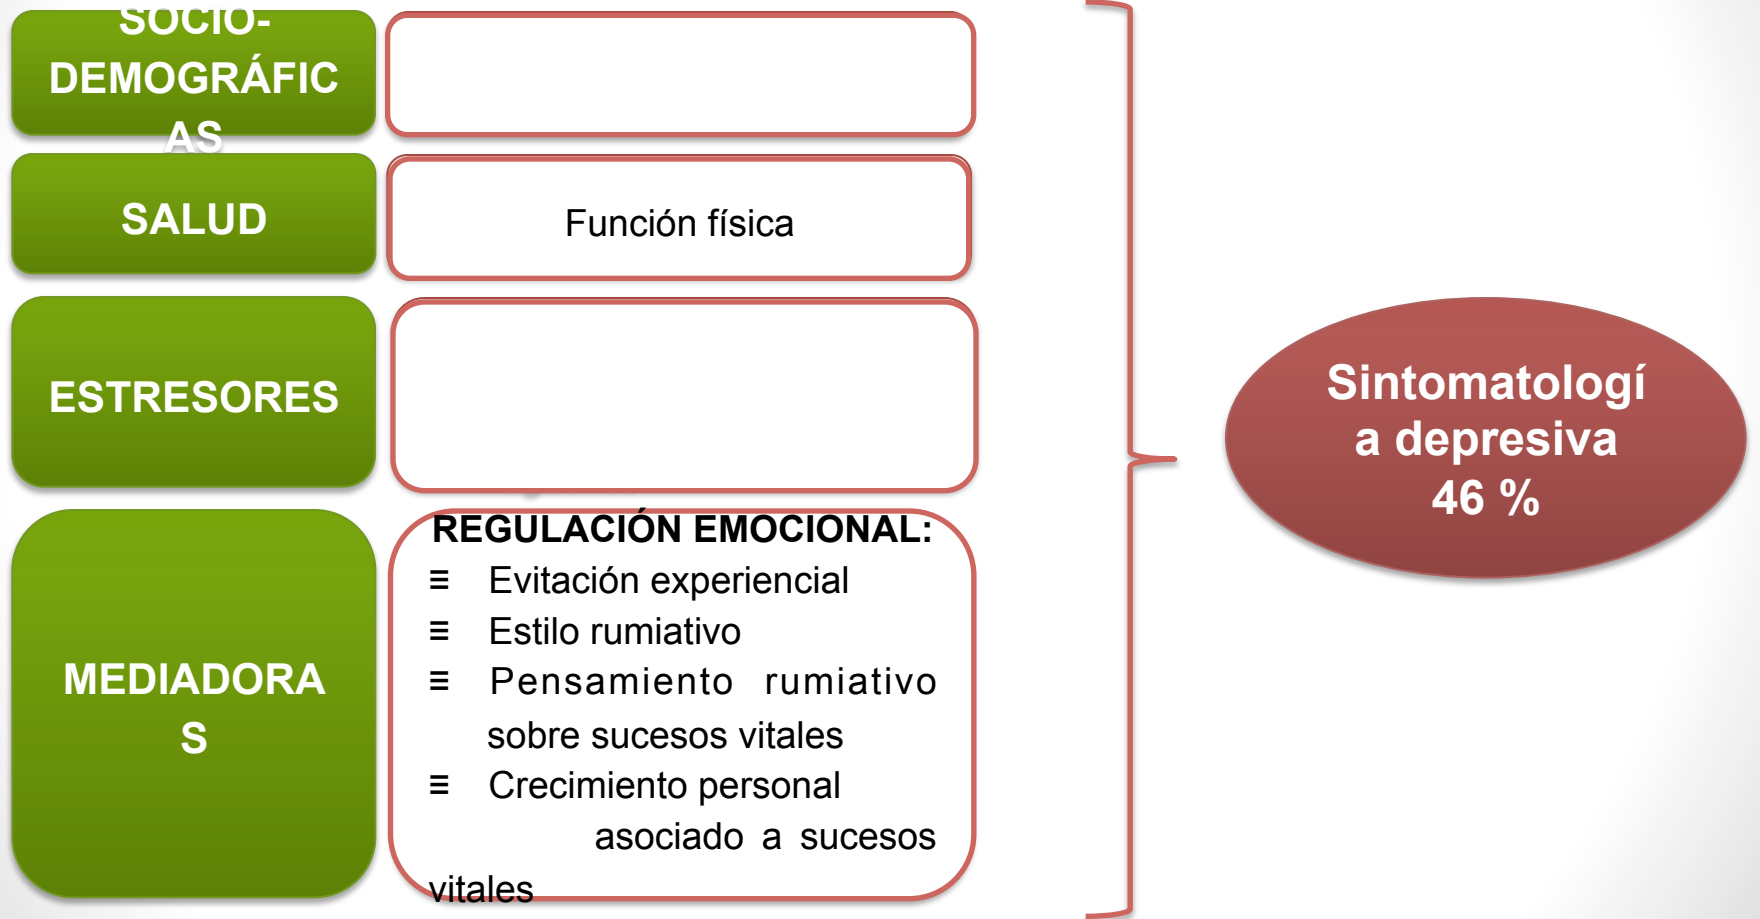 SOCIO-
DEMOGRÁFIC
AS
SALUD
Función física
ESTRESORES
MEDIADORA
S
REGULACIÓN EMOCIONAL:
≡ Evitación experiencial
≡ Estilo rumiativo
≡ Pensamiento rumiativo
sobre sucesos vitales
≡ Crecimiento personal
asociado a sucesos
vitales
Sintomatologí
a depresiva
46 %